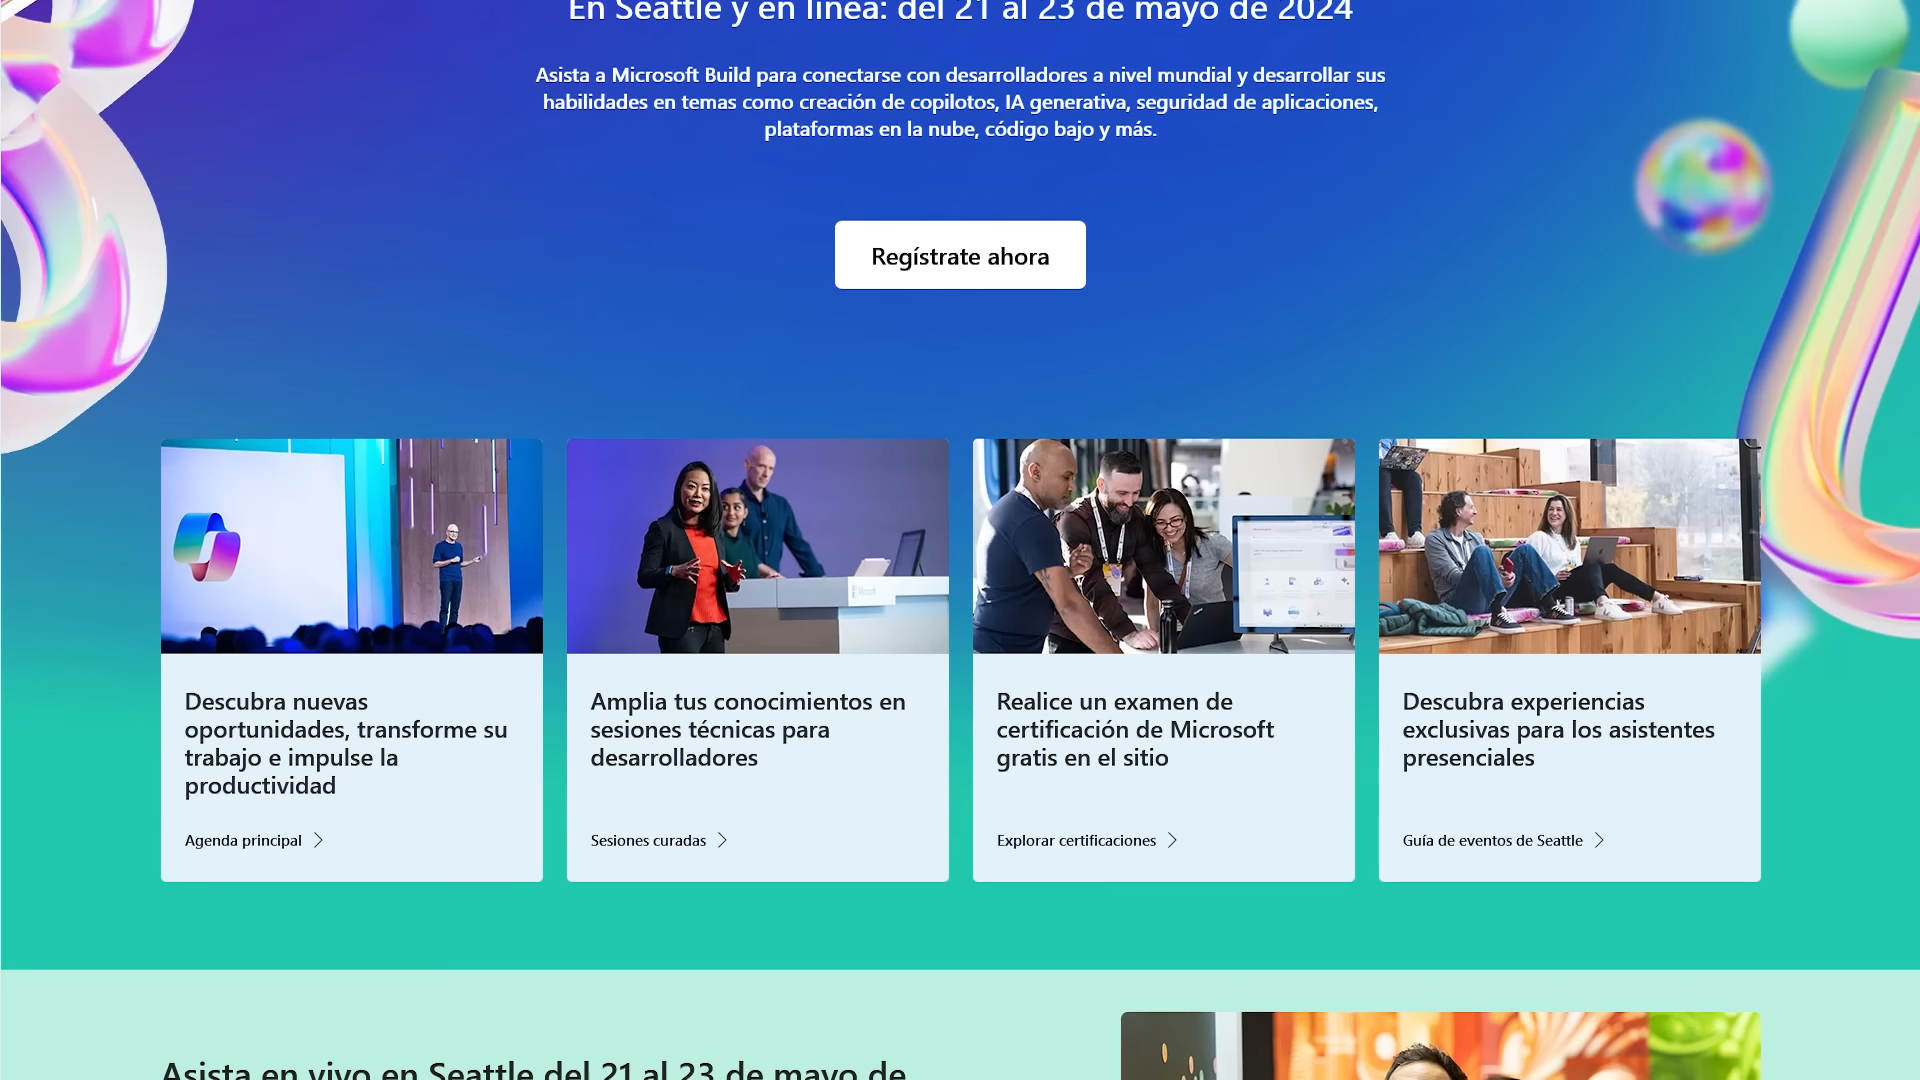 En Seattle y en línea: del 21 al 23 de mayo de 2024
Asista a Microsoft Build para conectarse con desarrolladores a nivel mundial y desarrollar sus
habilidades en temas como creación de copilotos, IA generativa, seguridad de aplicaciones,
plataformas en la nube, código bajo y más.
Regístrate ahora
Descubra nuevas
oportunidades, transforme su
trabajo e impulse la
productividad
Agenda principal
Amplia tus conocimientos en
sesiones técnicas para
desarrolladores
Sesiones curadas
Realice un examen de
certificación de Microsoft
gratis en el sitio
Explorar certificaciones
Descubra experiencias
exclusivas para los asistentes
presenciales
Guía de eventos de Seattle
Asista en vivo en Seattle del 21 al 23 de mayo de